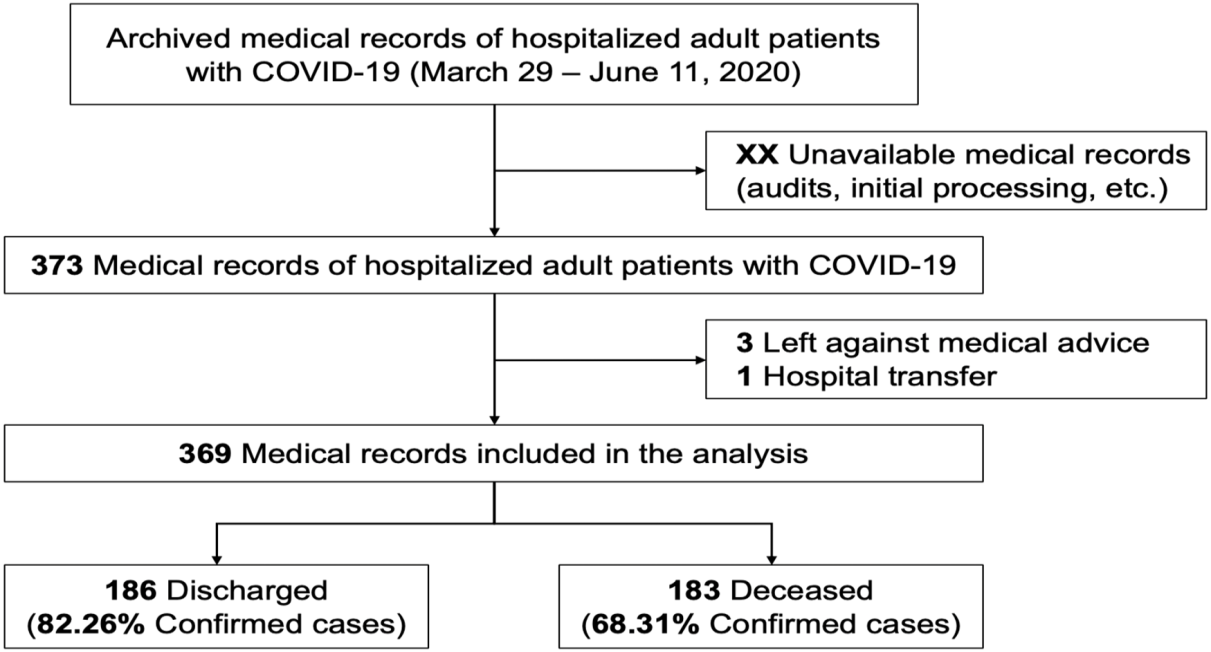 Archived medical records of hospitalized adult patients
with COVID-19 (March 29 – June 11, 2020)
XX Unavailable medical records
(audits, initial processing, etc.)
373 Medical records of hospitalized adult patients with COVID-19
3 Left against medical advice
1 Hospital transfer
369 Medical records included in the analysis
186 Discharged
(82.26% Confirmed cases)
183 Deceased
(68.31% Confirmed cases)